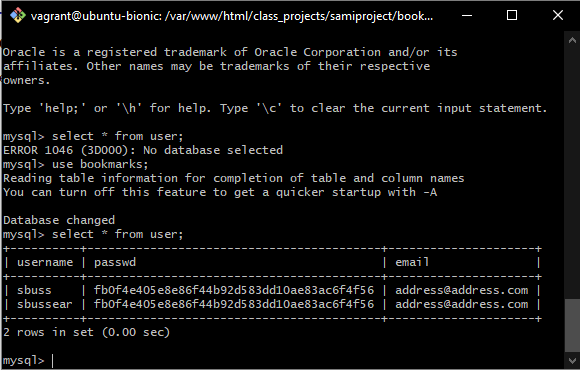 vagrant@ubuntu-bionic: /var/www/html/class_projects/samiproject/book...
Oracle is a registered trademark of Oracle Corporation and/or its
affiliates. Other names may be trademarks of their respective
owners.
Type 'help;' or '\h' for help. Type '\c' to clear the current input statement.
mysql> select * from user;
ERROR 1046 (3D000): No database selected
mysql> use bookmarks;
Reading table information for completion of table and column names
You can turn off this feature to get a quicker startup with -A
Database changed
mysql> select * from user;
+----------+------------------------------------------+---------------------+
| username | passwd                                   | email               |
+----------+------------------------------------------+---------------------+
| sbuss    | fb0f4e405e8e86f44b92d583dd10ae83ac6f4f56 | address@address.com |
| sbussear | fb0f4e405e8e86f44b92d583dd10ae83ac6f4f56 | address@address.com |
+----------+------------------------------------------+---------------------+
2 rows in set (0.00 sec)
mysql>